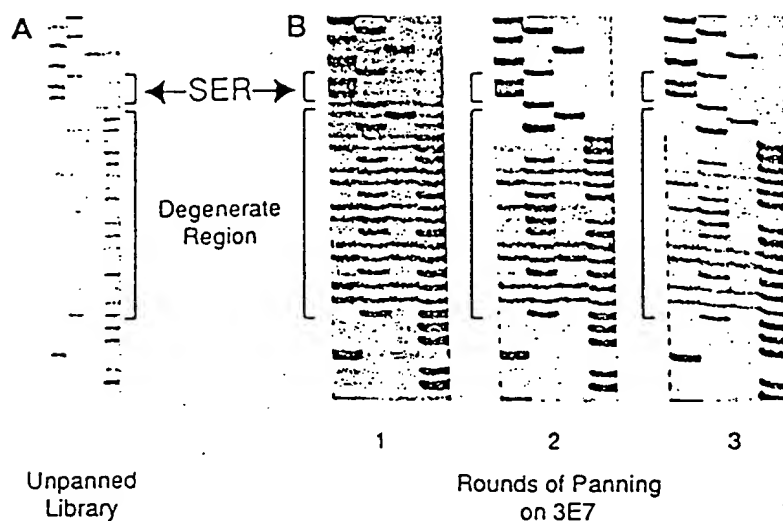 A
B
SER
Degenerate
Region
1
2
3
Unpanned
Library
Rounds of Panning
on 3E7